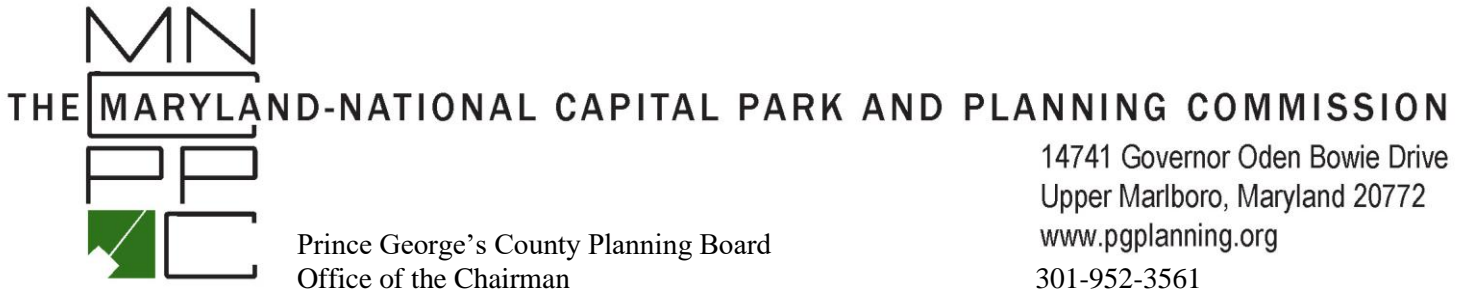 MN
THE MARYLAND-NATIONAL CAPITAL PARK AND PLANNING COMMISSION
PP
C
14741 Governor Oden Bowie Drive
Upper Marlboro, Maryland 20772
www.pgplanning.org
Prince George’s County Planning Board
Office of the Chairman
301-952-3561